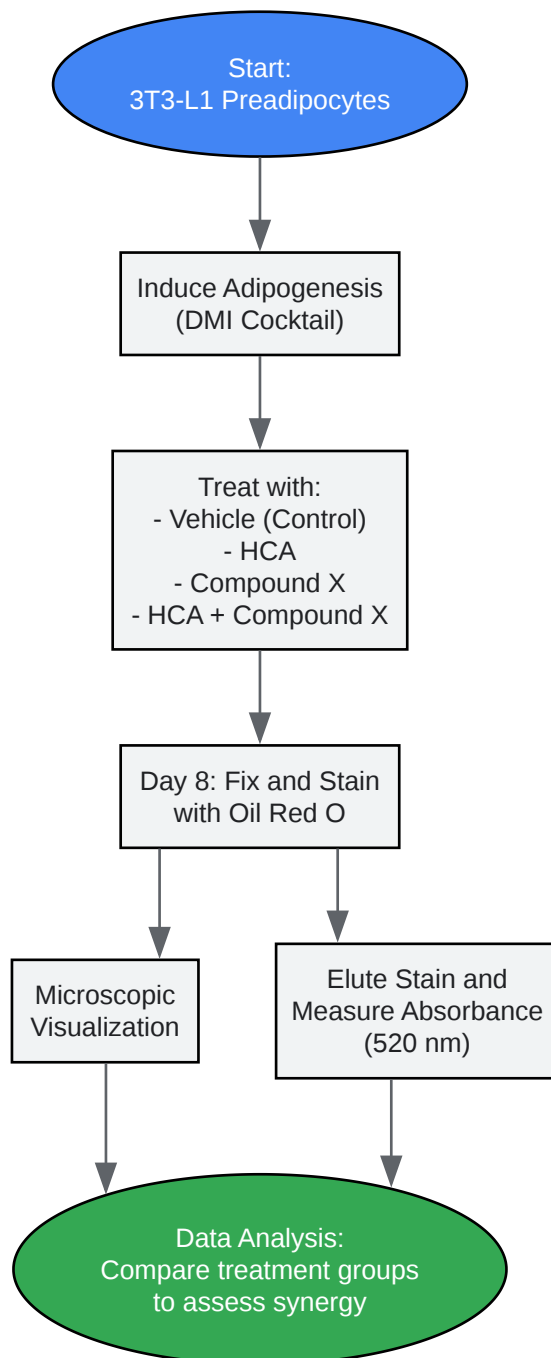 Start:
3T3-L1 Preadipocytes
Induce Adipogenesis
(DMI Cocktail)
Treat with:
- Vehicle (Control)
- HCA
- Compound X
- HCA + Compound X
Day 8: Fix and Stain
with Oil Red O
Microscopic
Visualization
Elute Stain and
Measure Absorbance
(520 nm)
Data Analysis:
Compare treatment groups
to assess synergy